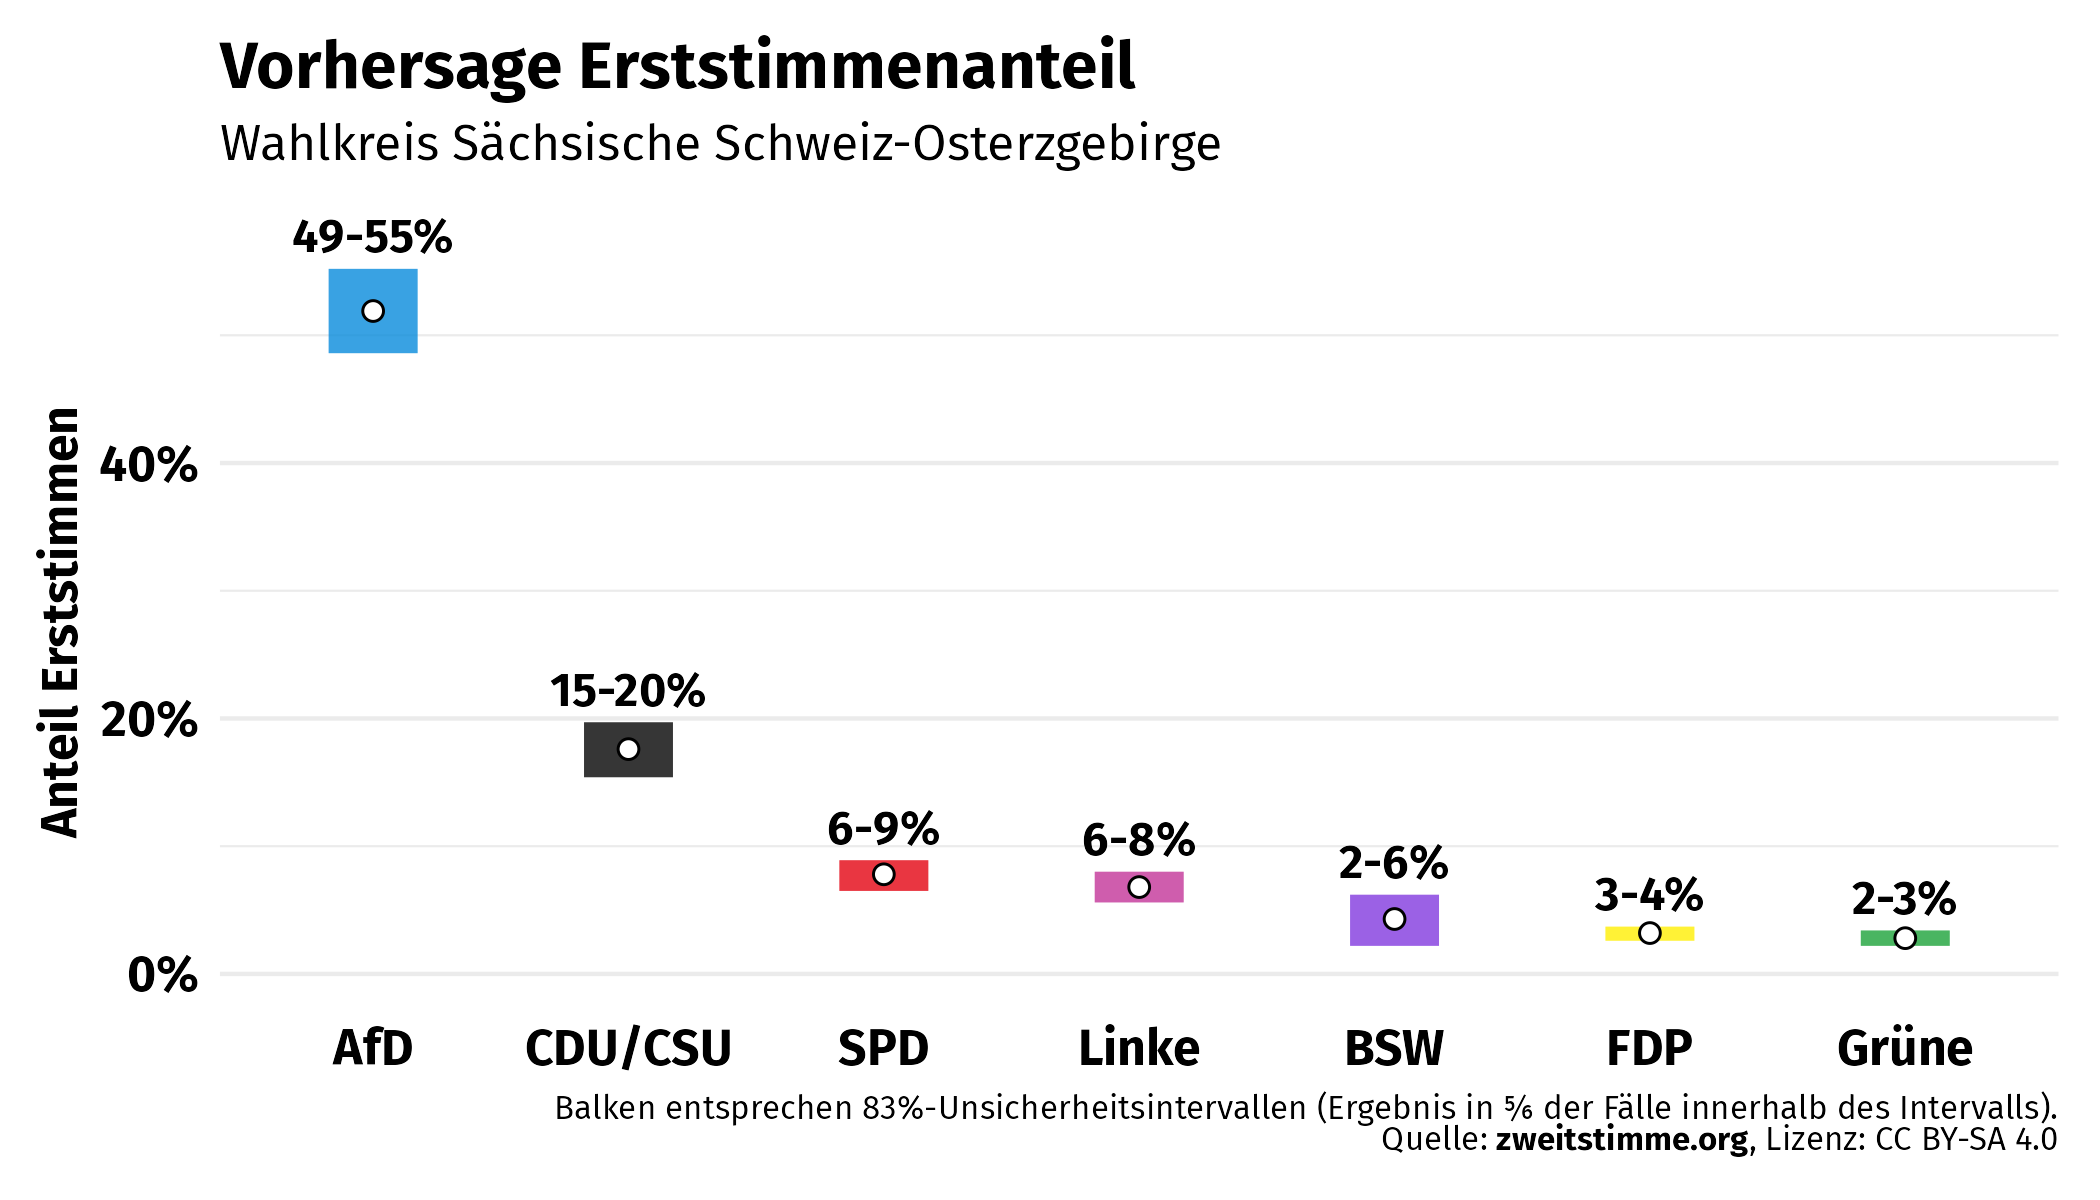 Vorhersage Erststimmenanteil
Wahlkreis Sächsische Schweiz-Osterzgebirge
49-55%
15-20%
6-9%
6-8%
2-6%
3-4%
2-3%
Anteil Erststimmen
40%
20%
0%
AfD CDU/CSU SPD Linke BSW FDP Grüne
Balken entsprechen 83%-Unsicherheitsintervallen (Ergebnis in ⅚ der Fälle innerhalb des Intervalls).
Quelle: zweitstimme.org, Lizenz: CC BY-SA 4.0